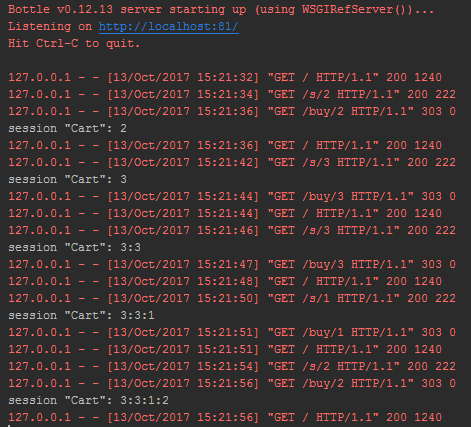 Bottle v0.12.13 server starting up (using WSGIRefServer())...
Listening on http://localhost:81/
Hit Ctrl-C to quit.
127.0.0.1 - - [13/Oct/2017 15:21:32] "GET / HTTP/1.1" 200 1240
127.0.0.1 - - [13/Oct/2017 15:21:34] "GET /s/2 HTTP/1.1" 200 222
127.0.0.1 - - [13/Oct/2017 15:21:36] "GET /buy/2 HTTP/1.1" 303 0
session "Cart": 2
127.0.0.1 - - [13/Oct/2017 15:21:36] "GET / HTTP/1.1" 200 1240
127.0.0.1 - - [13/Oct/2017 15:21:42] "GET /s/3 HTTP/1.1" 200 222
session "Cart": 3
127.0.0.1 - - [13/Oct/2017 15:21:44] "GET /buy/3 HTTP/1.1" 303 0
127.0.0.1 - - [13/Oct/2017 15:21:44] "GET / HTTP/1.1" 200 1240
127.0.0.1 - - [13/Oct/2017 15:21:46] "GET /s/3 HTTP/1.1" 200 222
session "Cart": 3:3
127.0.0.1 - - [13/Oct/2017 15:21:47] "GET /buy/3 HTTP/1.1" 303 0
127.0.0.1 - - [13/Oct/2017 15:21:48] "GET / HTTP/1.1" 200 1240
127.0.0.1 - - [13/Oct/2017 15:21:50] "GET /s/1 HTTP/1.1" 200 222
session "Cart": 3:3:1
127.0.0.1 - - [13/Oct/2017 15:21:51] "GET /buy/1 HTTP/1.1" 303 0
127.0.0.1 - - [13/Oct/2017 15:21:51] "GET / HTTP/1.1" 200 1240
127.0.0.1 - - [13/Oct/2017 15:21:54] "GET /s/2 HTTP/1.1" 200 222
127.0.0.1 - - [13/Oct/2017 15:21:56] "GET /buy/2 HTTP/1.1" 303 0
session "Cart": 3:3:1:2
127.0.0.1 - - [13/Oct/2017 15:21:56] "GET / HTTP/1.1" 200 1240